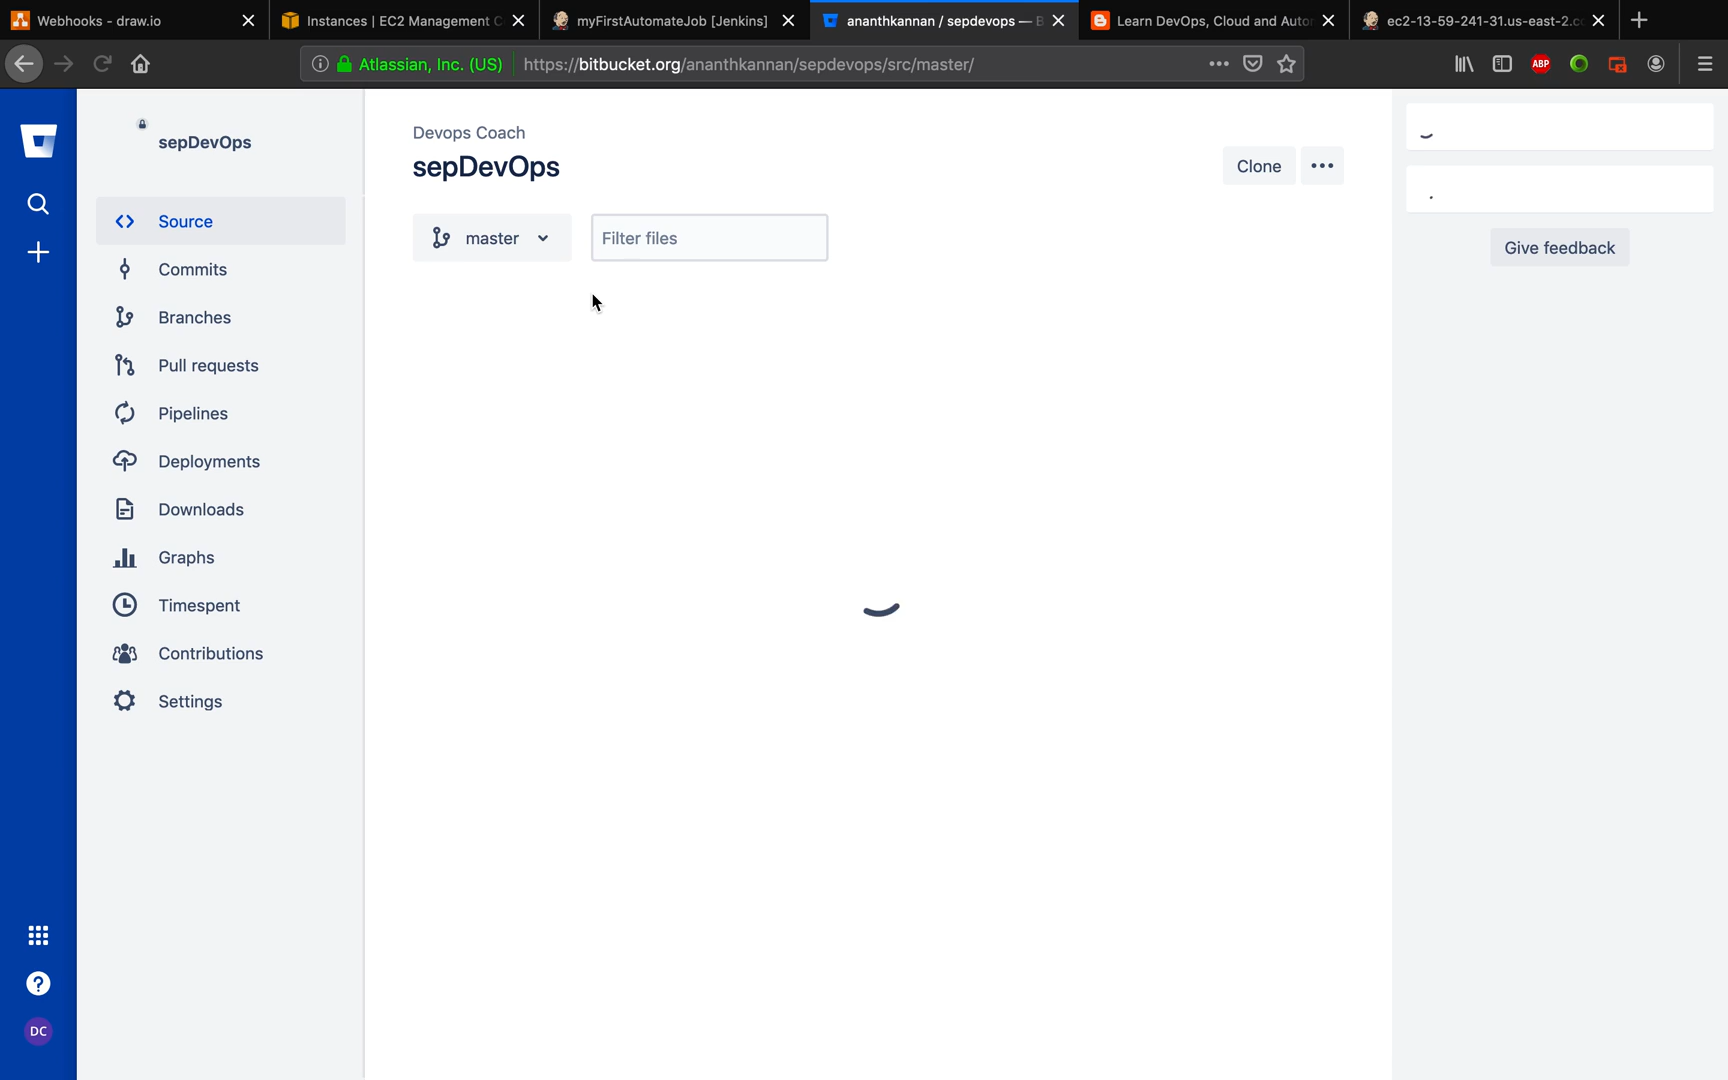 Webhooks - draw.io
Instances | EC2 Management C
myFirstAutomateJob [Jenkins]
ananthkannan / sepdevops — B
Learn DevOps, Cloud and Autor
ec2-13-59-241-31.us-east-2.c
Atlassian, Inc. (US)
https://bitbucket.org/ananthkannan/sepdevops/src/master/
ABP
sepDevOps
Source
Commits
Branches
Pull requests
Pipelines
Deployments
Downloads
Graphs
Timespent
Contributions
Settings
DC
Devops Coach
sepDevOps
Clone
master
Filter files
Give feedback